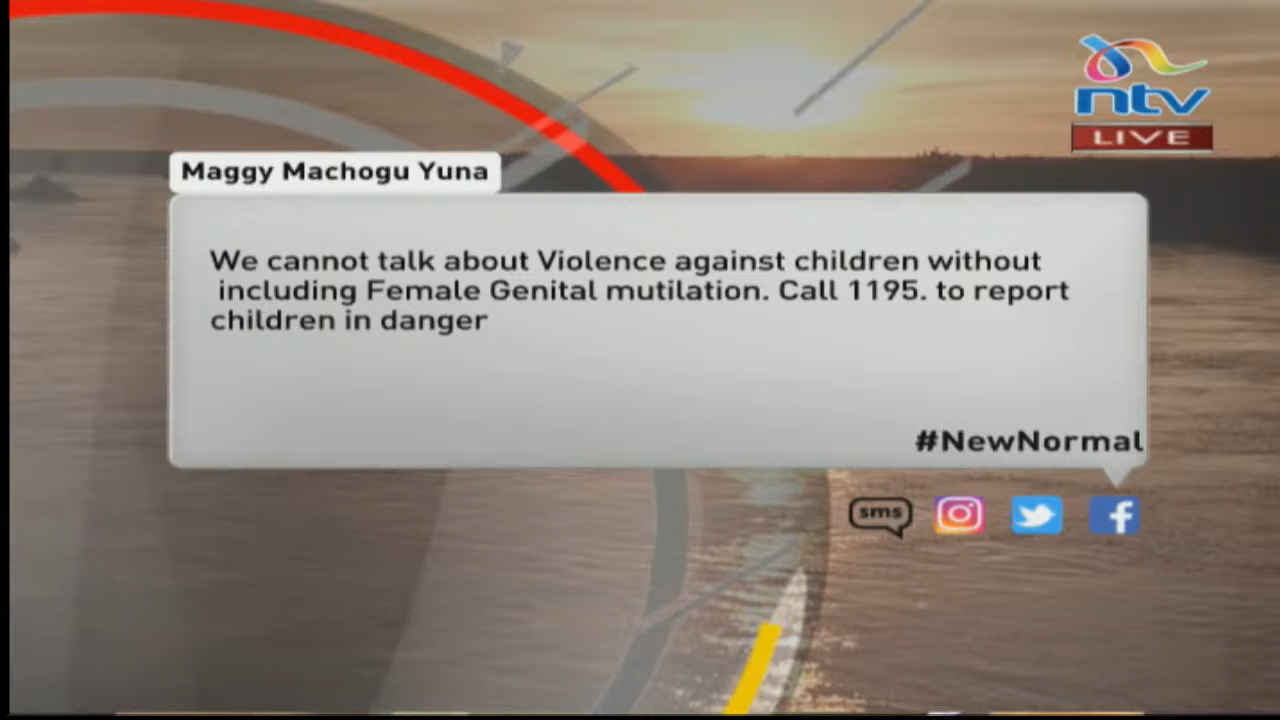 ntv
LIVE
Maggy Machogu Yuna
We cannot talk about Violence against children without
including Female Genital mutilation. Call 1195. to report
children in danger
#NewNormal
sms